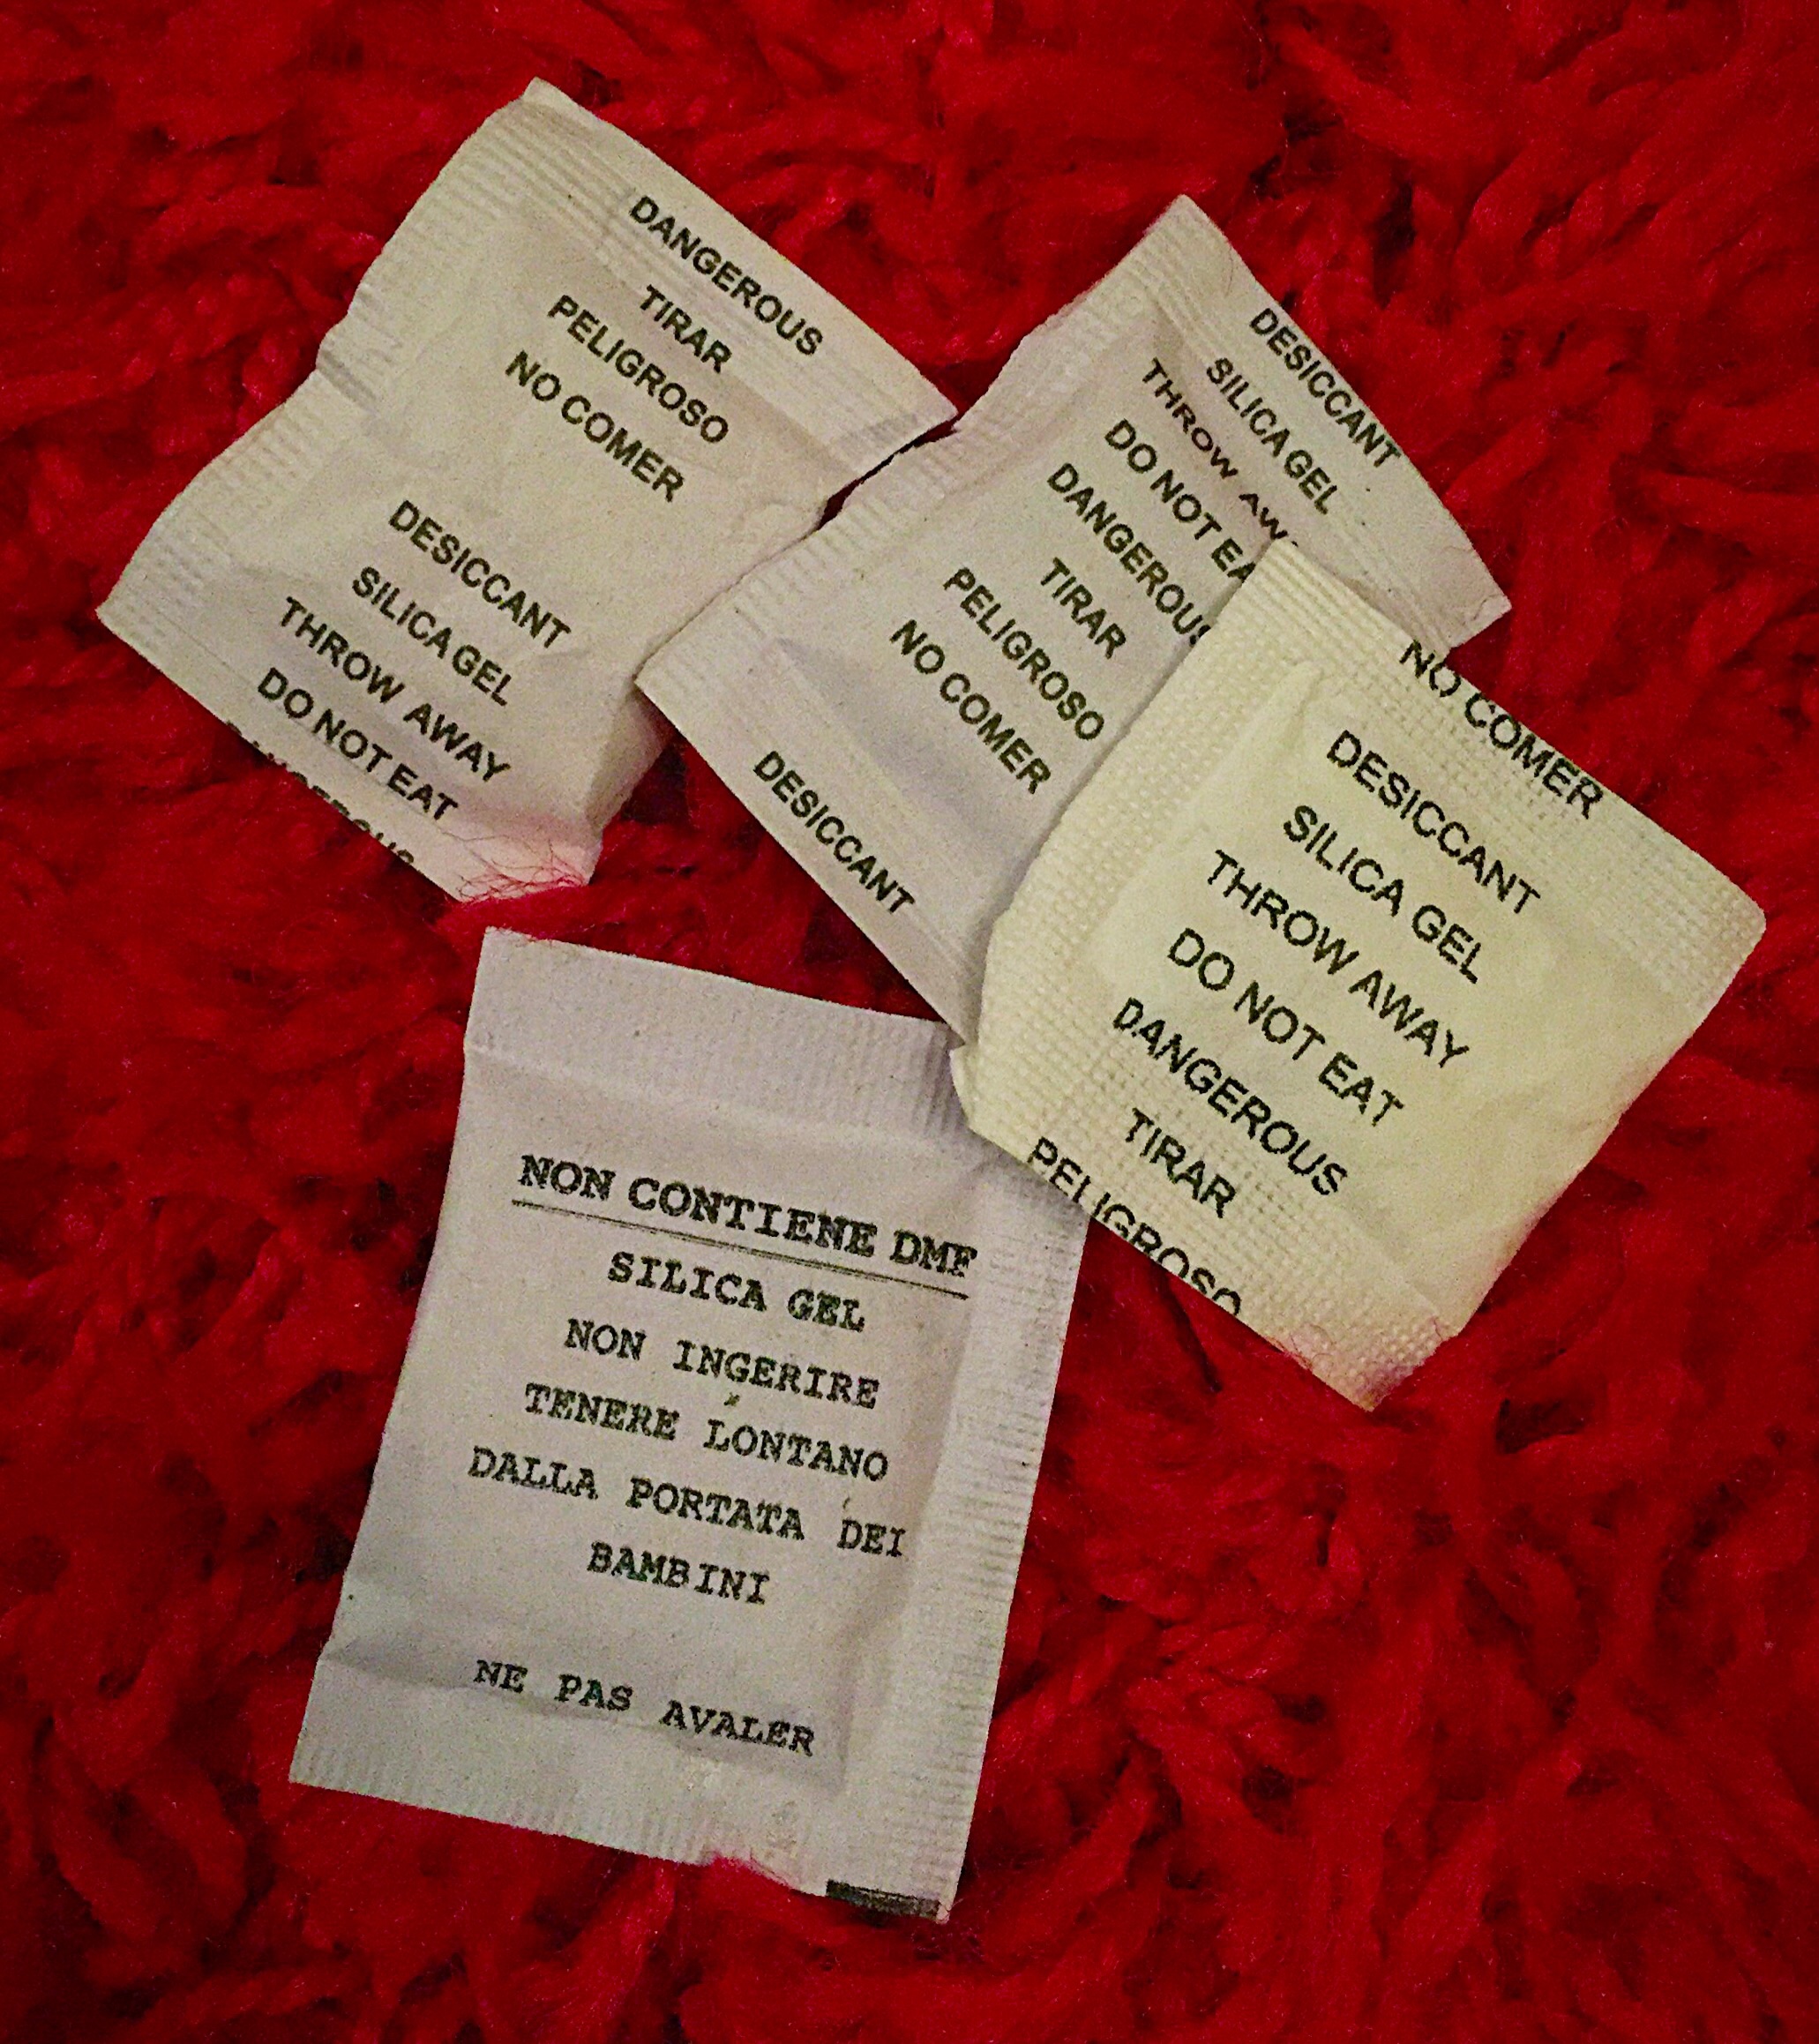 DANGEROUS
TIRAR
PELIGROSO
NO COMER
DESICCANT
SILICA GEL
THROW AWAY
DO NOT EAT
DESICCANT
SILICA GEL
THROW AW
DO NOT EA
DANGEROUS
TIRAR
PELIGROSO
NO COMER
DESICCANT
NO COMER
DESICCANT
SILICA GEL
THROW AWAY
DO NOT EAT
DANGEROUS
TIRAR
PELIGROSO
NON CONTIENE DMF
SILICA GEL
NON INGERIRE
TENERE LONTANO
DALLA PORTATA DEI
BAMBINI
NE PAS AVALER